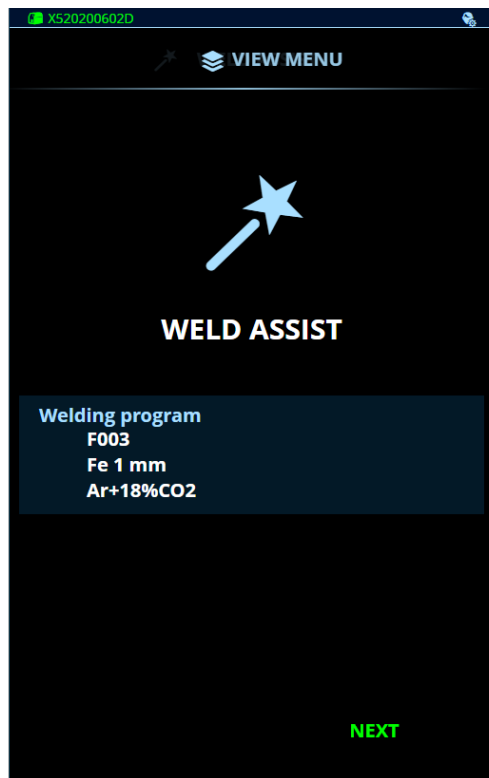 X520200602D
VIEW MENU
WELD ASSIST
Welding program
F003
Fe 1 mm
Ar+18%CO2
NEXT